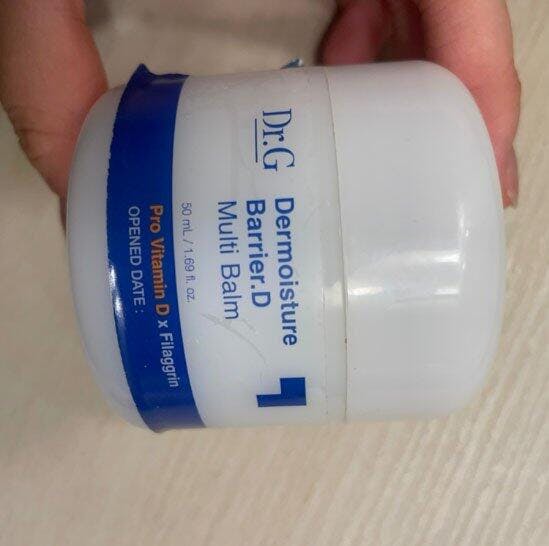 Dr.G
Dermoisture
Barrier.D
Multi Balm
50 mL / 1.69 fl. oz.
Pro Vitamin D x Filaggrin
OPENED DATE :